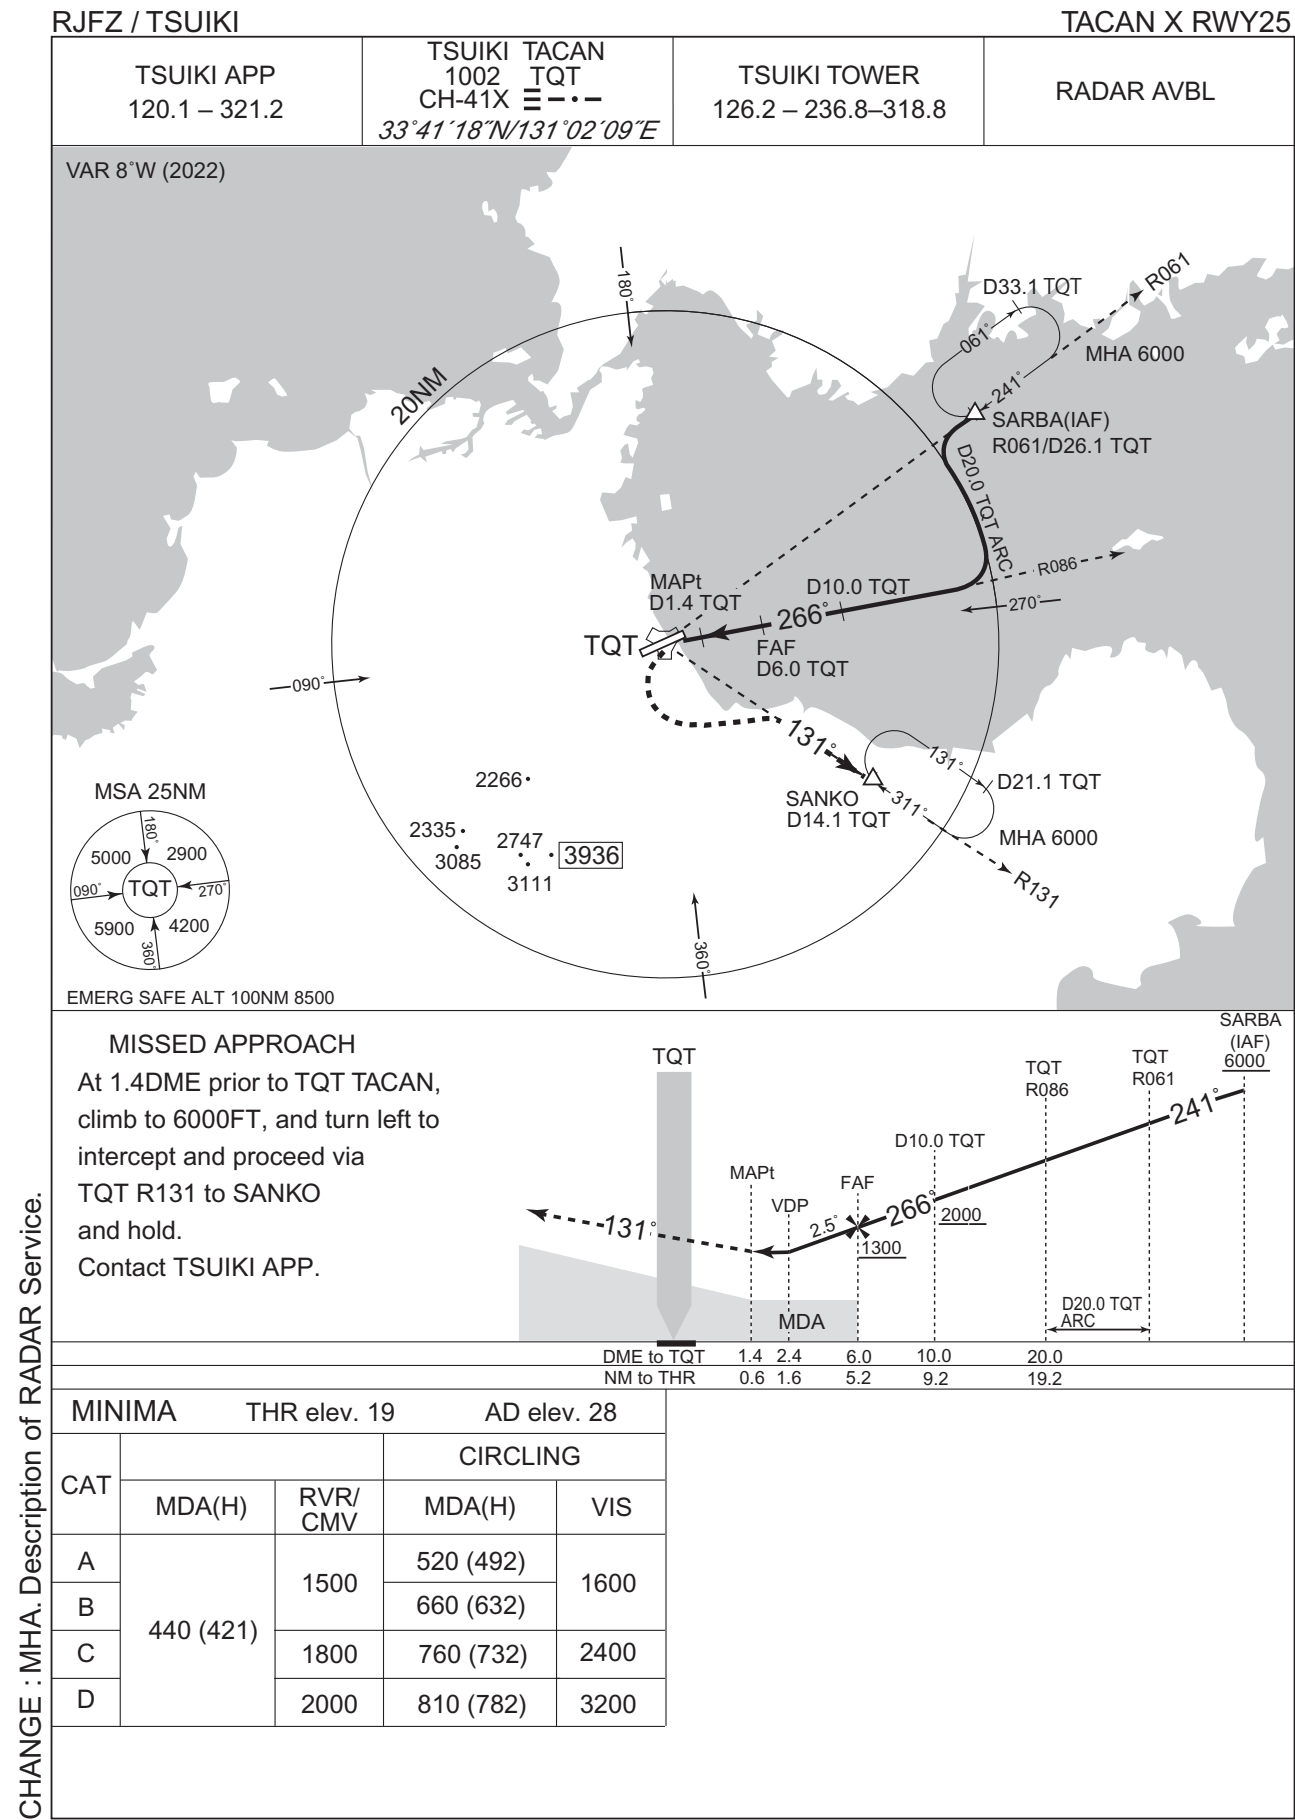 RJFZ / TSUIKI
TACAN X RWY25
TSUIKI APP
120.1 – 321.2
TSUIKI TACAN
1002 TQT
CH-41X
33˚41´18˝N/131˚02´09˝E
TSUIKI TOWER
126.2 – 236.8–318.8
RADAR AVBL
VAR 8˚W (2022)
180˚
20NM
D33.1 TQT
R061
061˚
MHA 6000
241˚
SARBA(IAF)
R061/D26.1 TQT
D20.0 TQT ARC
R086
MAPt
D1.4 TQT
D10.0 TQT
266˚
270˚
TQT
FAF
D6.0 TQT
090˚
131˚
131˚
D21.1 TQT
SANKO
D14.1 TQT
311˚
MHA 6000
R131
2266
2335
3085
2747
3936
3111
360˚
MSA 25NM
180˚
5000
2900
090˚
TQT
270˚
5900
4200
360˚
EMERG SAFE ALT 100NM 8500
MISSED APPROACH
At 1.4DME prior to TQT TACAN,
climb to 6000FT, and turn left to
intercept and proceed via
TQT R131 to SANKO
and hold.
Contact TSUIKI APP.
TQT
SARBA
(IAF)
6000
TQT
R061
TQT
R086
241˚
D10.0 TQT
MAPt
FAF
VDP
266˚
2000
2.5˚
1300
131˚
D20.0 TQT
ARC
MDA
DME to TQT 1.4 2.4 6.0 10.0 20.0
NM to THR 0.6 1.6 5.2 9.2 19.2
MINIMA THR elev. 19 AD elev. 28
CIRCLING
CAT
MDA(H)
RVR/
CMV
MDA(H)
VIS
A
520 (492)
1500
1600
B
660 (632)
440 (421)
C 1800 760 (732) 2400
D 2000 810 (782) 3200
CHANGE : MHA. Description of RADAR Service.